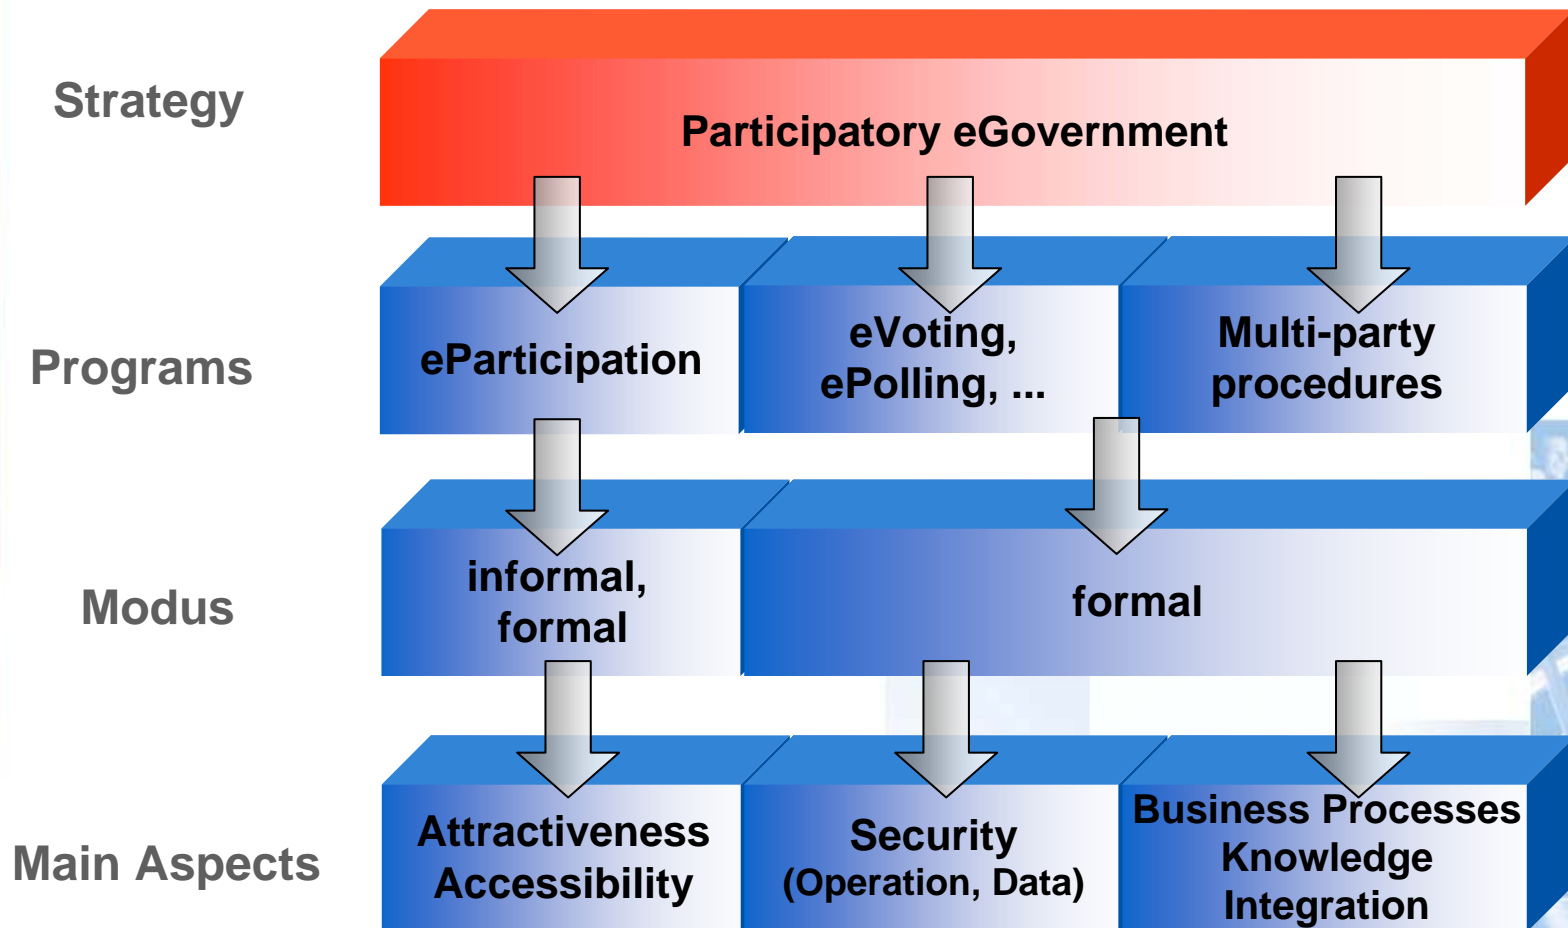 Strategy
Participatory eGovernment
Programs
eParticipation
eVoting,
ePolling, ...
Multi-party
procedures
Modus
informal,
formal
formal
Main Aspects
Attractiveness
Accessibility
Security
(Operation, Data)
Business Processes
Knowledge
Integration